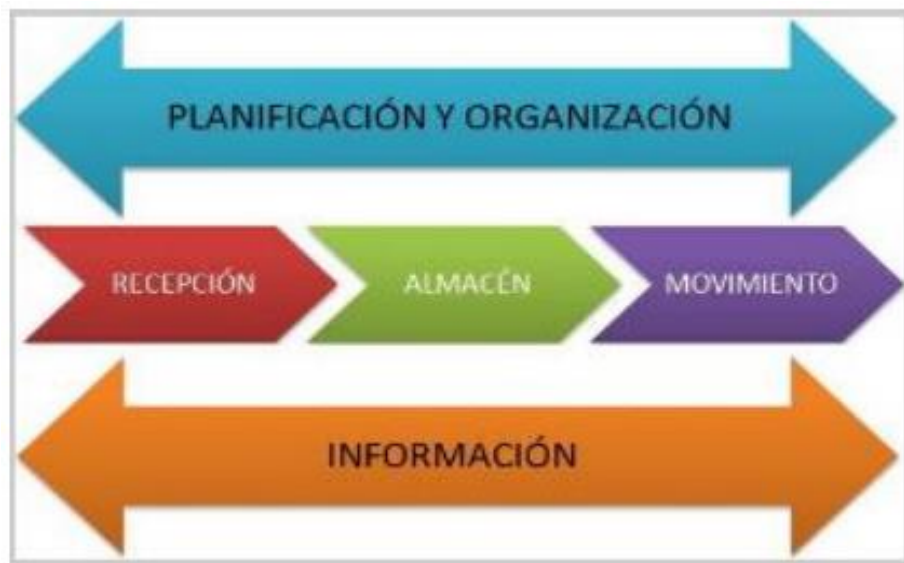 PLANIFICACIÓN Y ORGANIZACIÓN
RECEPCIÓN
ALMACÉN
MOVIMIENTO
INFORMACIÓN